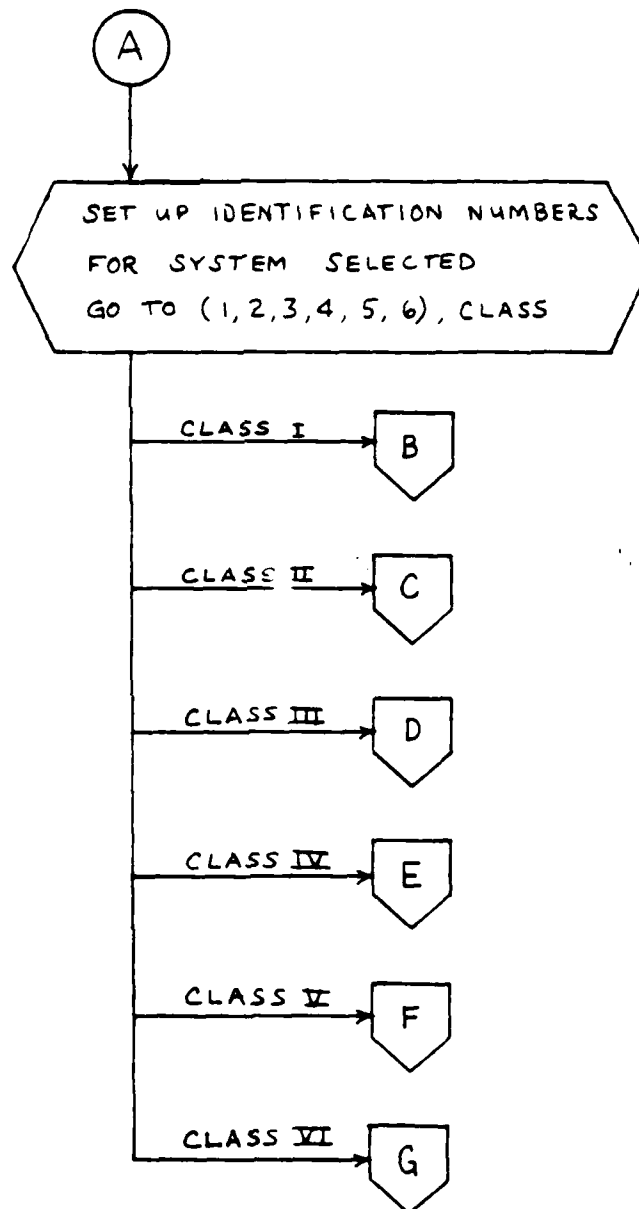 A
SET UP IDENTIFICATION NUMBERS
FOR SYSTEM SELECTED
GO TO (1, 2, 3, 4, 5, 6), CLASS
CLASS I
B
CLASS II
C
CLASS III
D
CLASS IV
E
CLASS V
F
CLASS VI
G